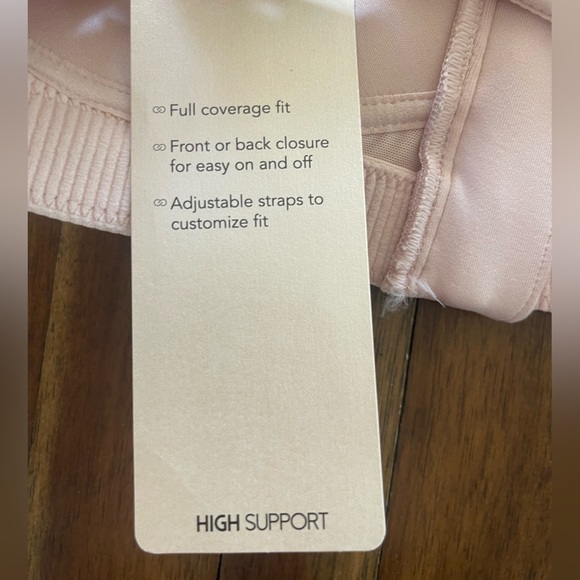 Full coverage fit
Front or back closure
for easy on and off
Adjustable straps to
customize fit
HIGH SUPPORT